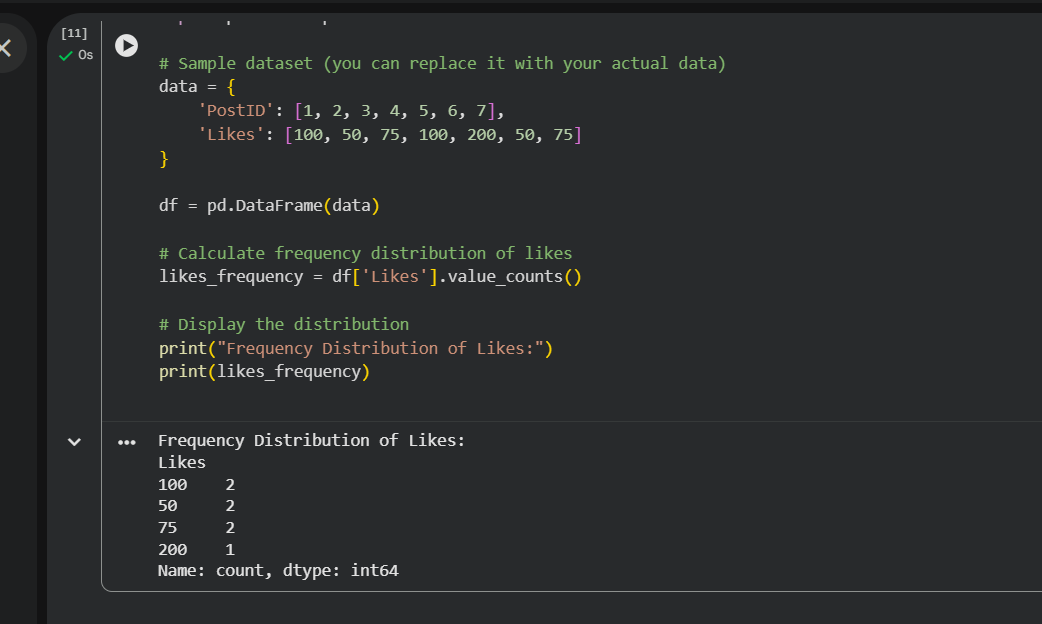 [11]
0s
# Sample dataset (you can replace it with your actual data)
data = {
    'PostID': [1, 2, 3, 4, 5, 6, 7],
    'Likes': [100, 50, 75, 100, 200, 50, 75]
}
df = pd.DataFrame(data)
# Calculate frequency distribution of likes
likes_frequency = df['Likes'].value_counts()
# Display the distribution
print("Frequency Distribution of Likes:")
print(likes_frequency)
Frequency Distribution of Likes:
Likes
100    2
50     2
75     2
200    1
Name: count, dtype: int64